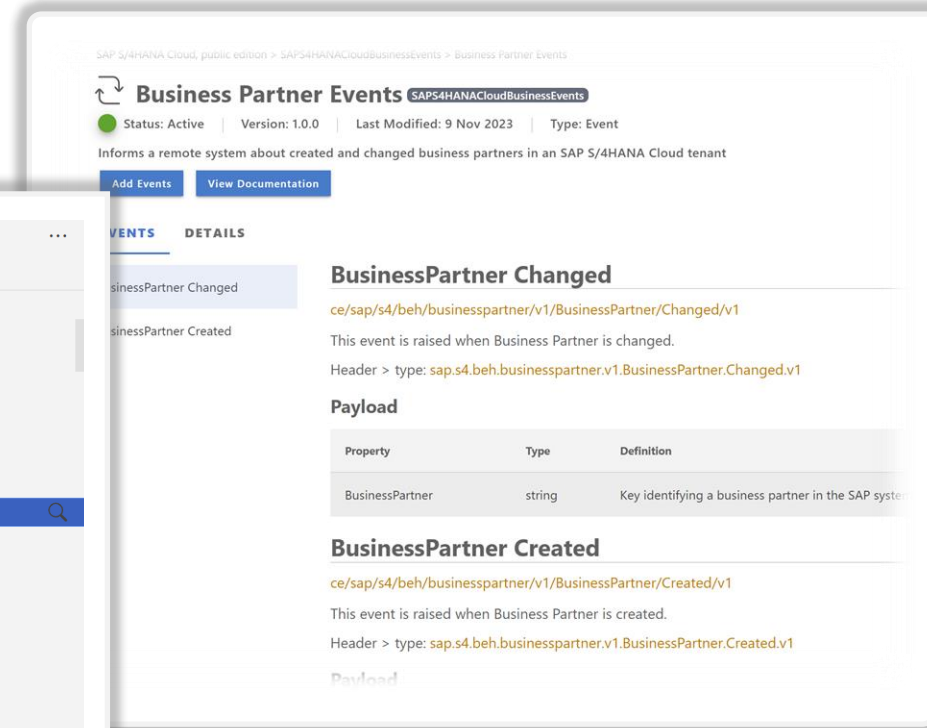 SAP S/4HANA Cloud, public edition > SAPS4HANACloudBusinessEvents > Business Partner Events
Business Partner Events SAPS4HANACloudBusinessEvents
Status: Active | Version: 1.0.0 | Last Modified: 9 Nov 2023 | Type: Event
Informs a remote system about created and changed business partners in an SAP S/4HANA Cloud tenant
Add Events View Documentation
...
VENTS DETAILS
sinessPartner Changed
sinessPartner Created
BusinessPartner Changed
ce/sap/s4/beh/businesspartner/v1/BusinessPartner/Changed/v1
This event is raised when Business Partner is changed.
Header > type: sap.s4.beh.businesspartner.v1.BusinessPartner.Changed.v1
Payload
Property Type Definition
BusinessPartner string Key identifying a business partner in the SAP syste
BusinessPartner Created
ce/sap/s4/beh/businesspartner/v1/BusinessPartner/Created/v1
This event is raised when Business Partner is created.
Header > type: sap.s4.beh.businesspartner.v1.BusinessPartner.Created.v1
Payload